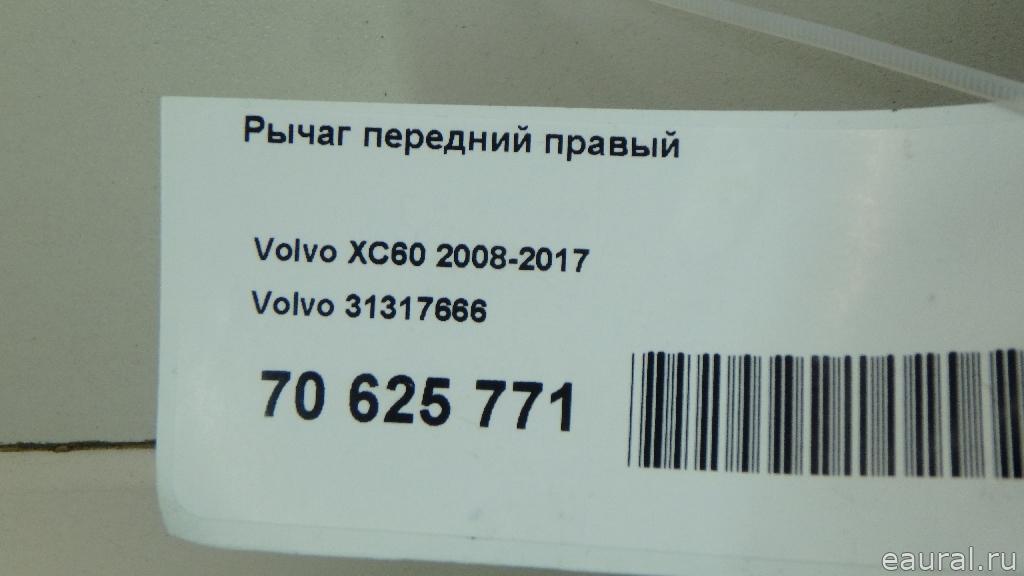 Рычаг передний правый
Volvo XC60 2008-2017
Volvo 31317666
70 625 771
eaural.ru